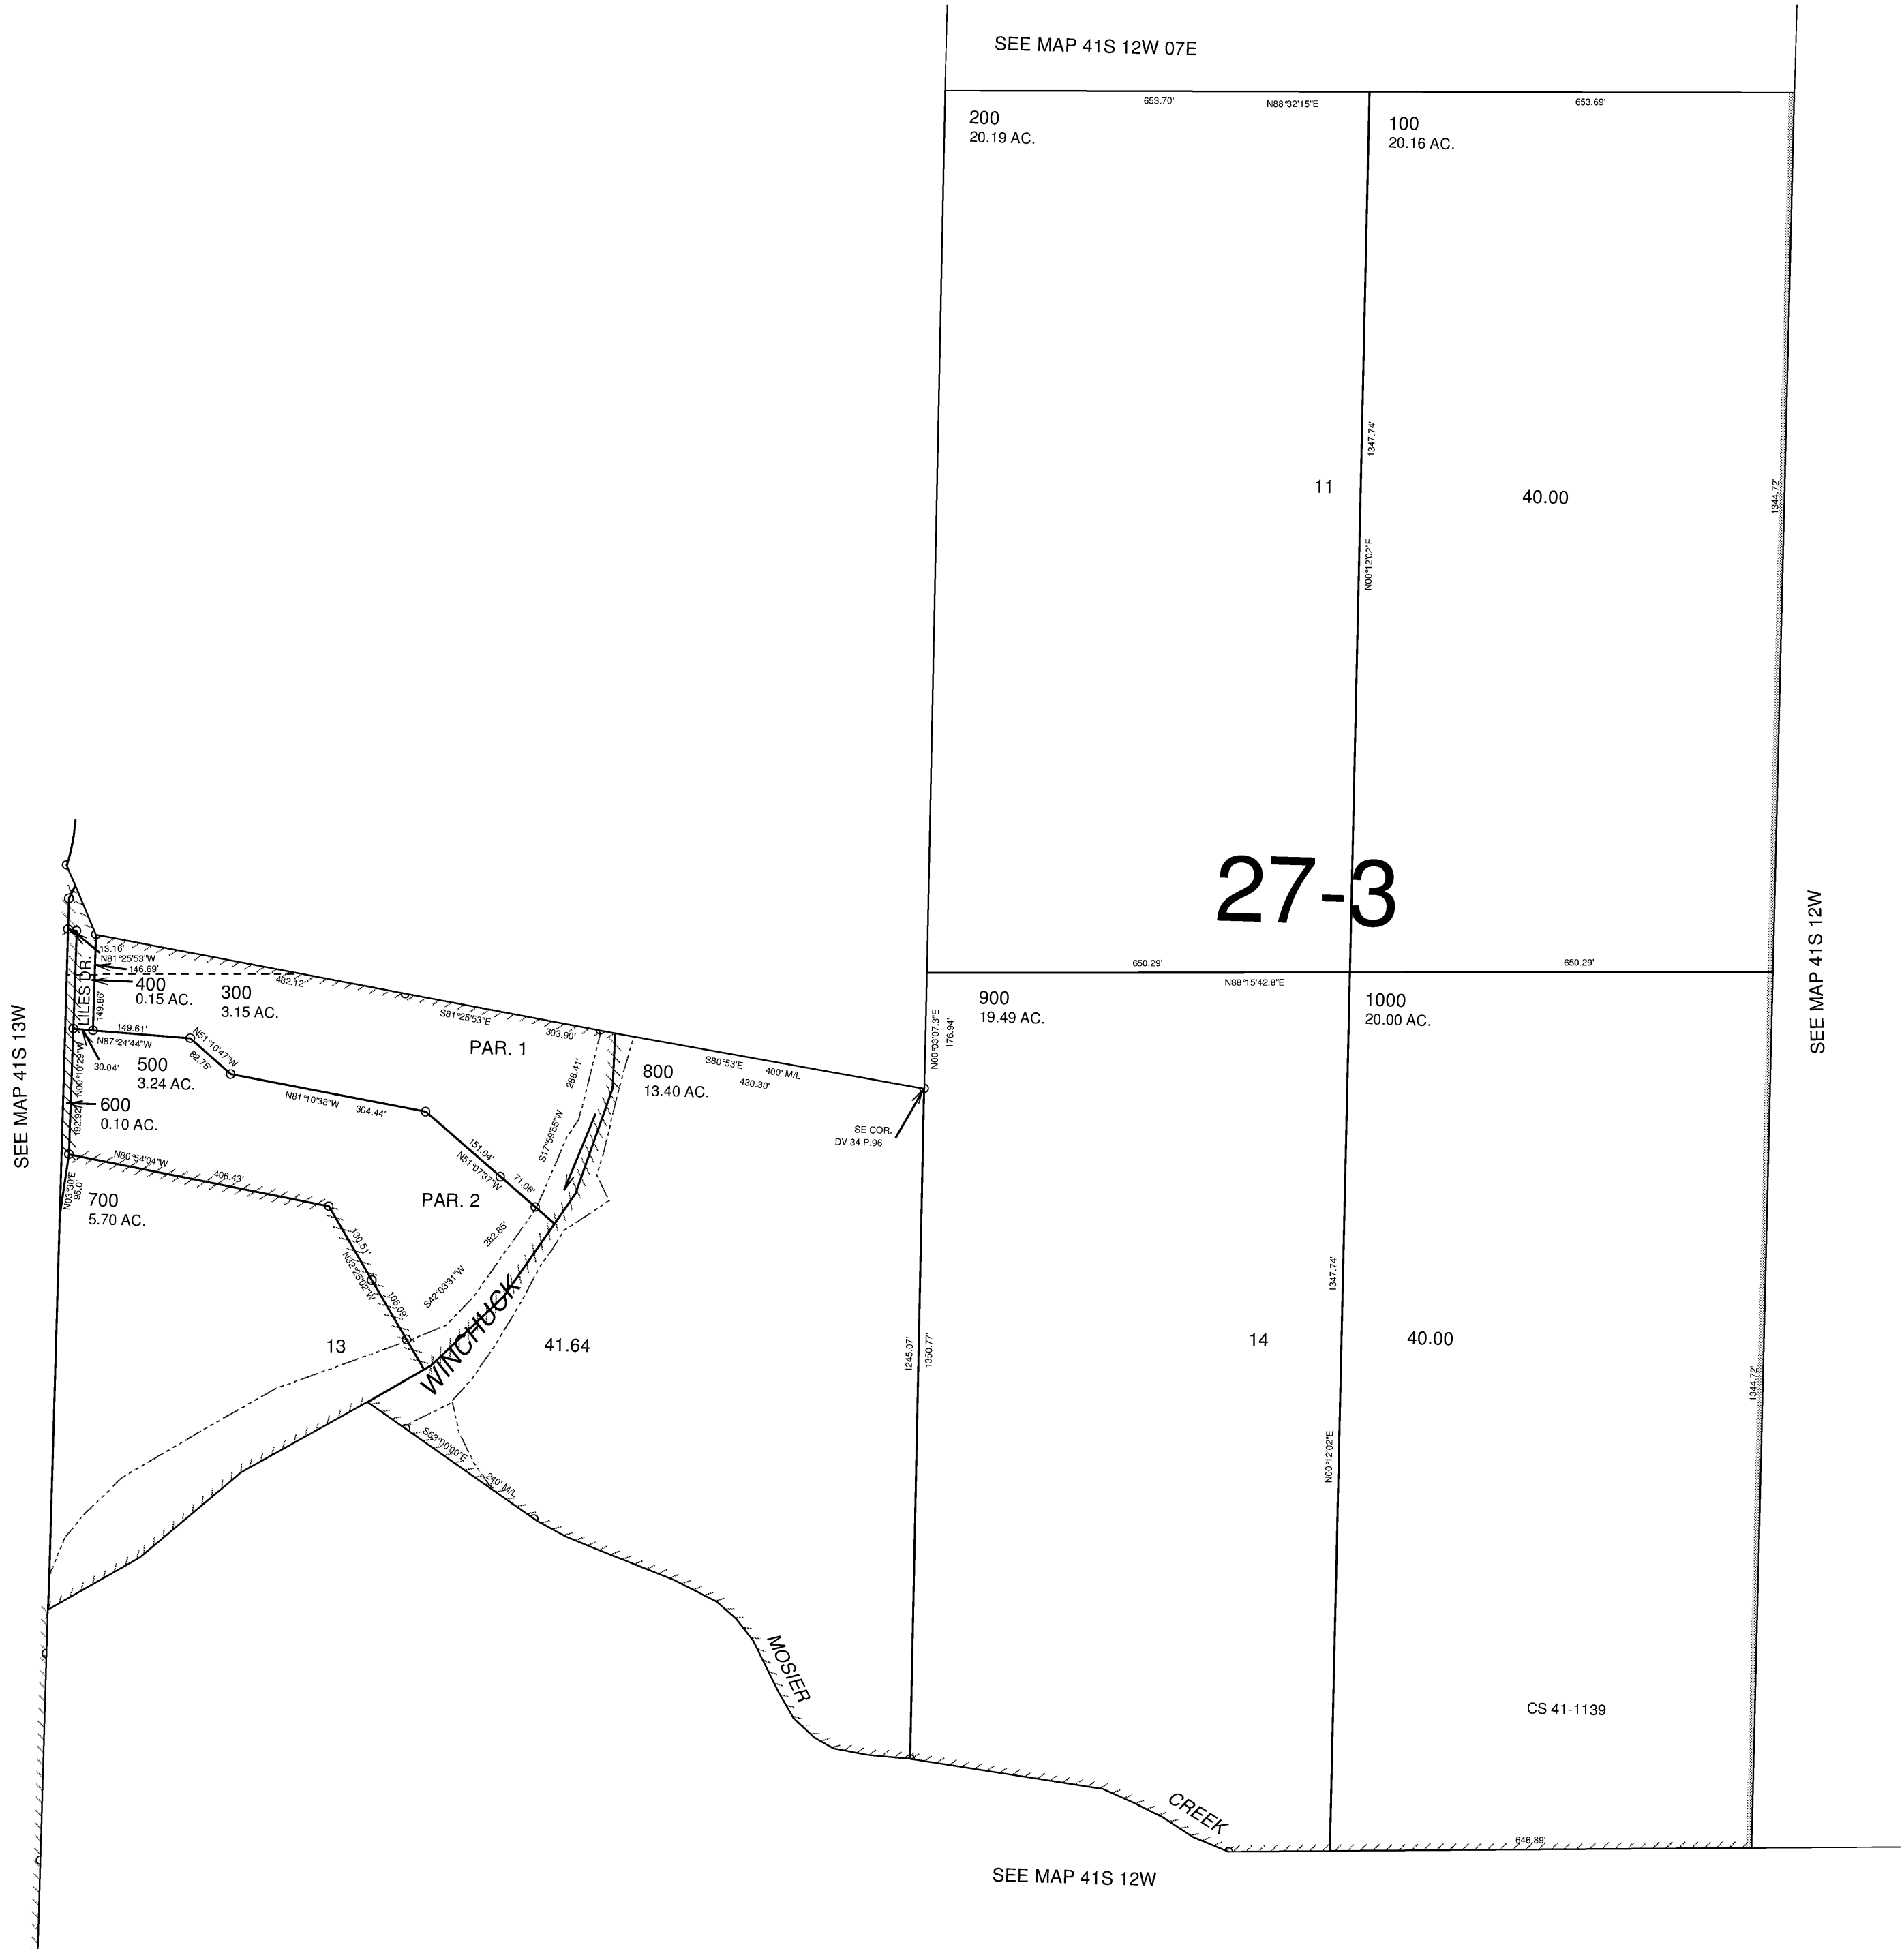 SEE MAP 41S 12W 07E
653.70'
N88°32'15"E
653.69'
200
20.19 AC.
100
20.16 AC.
1347.74'
N00°12'02"E
11
40.00
1344.72'
27-3
SEE MAP 41S 12W
650.29'
650.29'
N88°15'42.8"E
900
19.49 AC.
1000
20.00 AC.
N00°03'07.3"E
176.94'
SEE MAP 41S 13W
13.16'
N81°25'53"W
146.69'
LILES DR.
400
0.15 AC.
149.86'
300
3.15 AC.
482.12'
S81°25'53"E
303.90'
PAR. 1
149.61'
N87°24'44"W
N51°10'47"W
82.75'
30.04'
500
3.24 AC.
N00°10'29"W
192.92'
600
0.10 AC.
N81°10'38"W
304.44'
288.41'
S17°59'55"W
800
13.40 AC.
S80°53'E
400' M/L
430.30'
SE COR.
DV 34 P.96
151.04'
N51°07'37"W
71.06'
N80°54'04"W
406.43'
N03°30'E
95.0'
700
5.70 AC.
PAR. 2
282.85'
S42°03'31"W
130.51'
N32°25'02"W
105.09'
WINCHUCK
13
41.64
1245.07'
1350.77'
1347.74'
N00°12'02"E
14
40.00
1344.72'
S53°00'00"E
240' M/L
MOSIER
CREEK
CS 41-1139
646.89'
SEE MAP 41S 12W